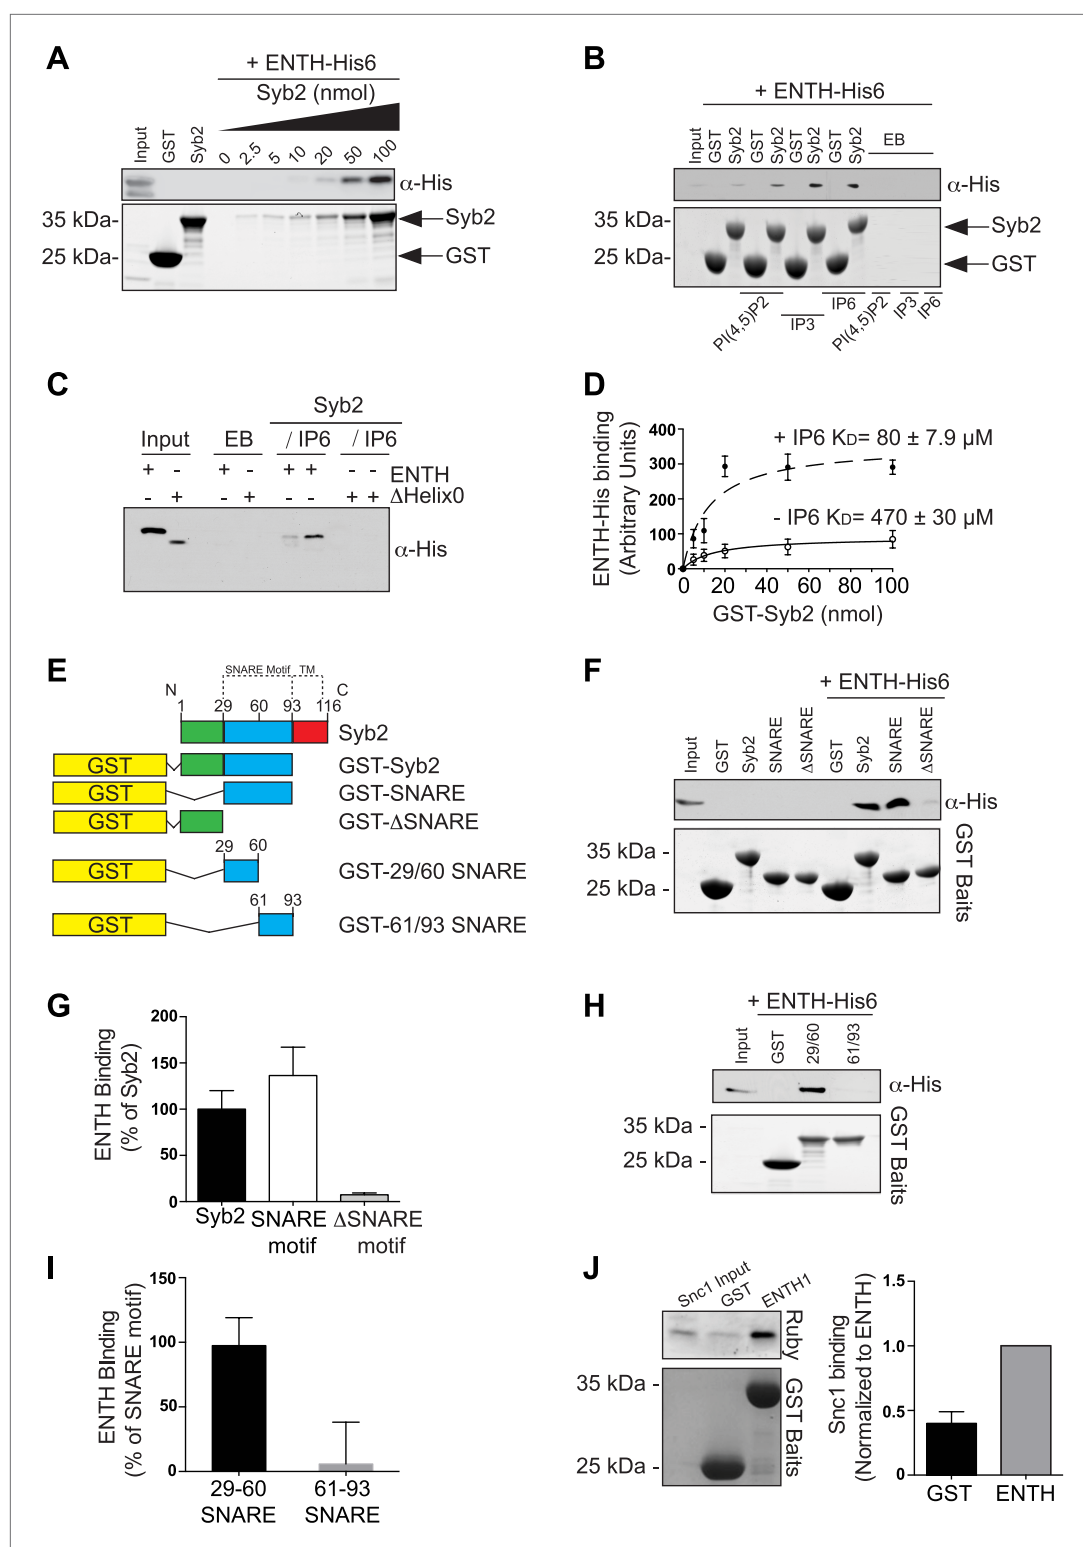 A
+ ENTH-His6
Syb2 (nmol)
Input
GST
Syb2
0
2.5
5
10
20
50
100
α-His
35 kDa-
Syb2
25 kDa-
GST
B
+ ENTH-His6
Input
GST
Syb2
GST
Syb2
GST
Syb2
GST
Syb2
EB
α-His
35 kDa-
Syb2
25 kDa-
GST
PI(4,5)P2
IP3
IP6
PI(4,5)P2
IP3
IP6
C
Syb2
Input
EB
/ IP6
/ IP6
+ - + - + + - - ENTH
- + - + - - + + ΔHelix0
α-His
D
ENTH-His binding
(Arbitrary Units)
400
300
200
100
0
+ IP6 KD= 80 ± 7.9 µM
- IP6 KD= 470 ± 30 µM
0 20 40 60 80 100
GST-Syb2 (nmol)
E
SNARE Motif TM
N C
1 29 60 93 116
Syb2
GST GST-Syb2
GST GST-SNARE
GST GST-ΔSNARE
29 60
GST GST-29/60 SNARE
61 93
GST GST-61/93 SNARE
F
+ ENTH-His6
Input
GST
Syb2
SNARE
ΔSNARE
GST
Syb2
SNARE
ΔSNARE
α-His
35 kDa -
25 kDa -
GST Baits
G
ENTH Binding
(% of Syb2)
200
150
100
50
0
Syb2
SNARE
motif
ΔSNARE
motif
H
+ ENTH-His6
Input
GST
29/60
61/93
α-His
35 kDa -
25 kDa -
GST Baits
I
ENTH BInding
(% of SNARE motif)
150
100
50
0
29-60
SNARE
61-93
SNARE
J
Snc1 Input
GST
ENTH1
Ruby
35 kDa -
25 kDa -
GST Baits
Snc1 binding
(Normalized to ENTH)
1.5
1.0
0.5
0
GST
ENTH